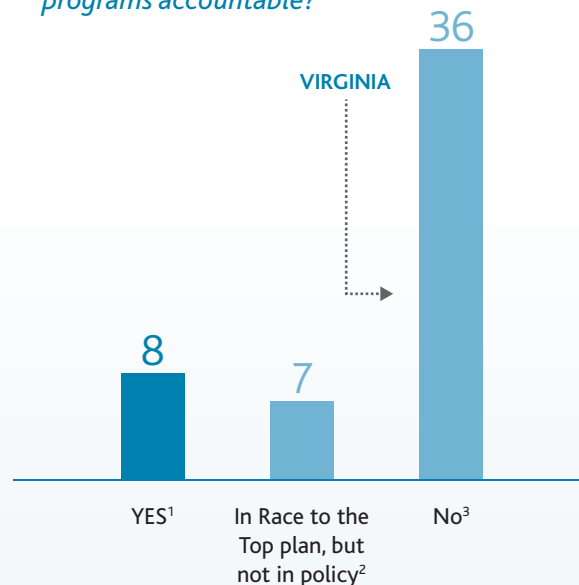 programs accountable?
36
VIRGINIA
8
7
YES¹
In Race to the
Top plan, but
not in policy²
No³